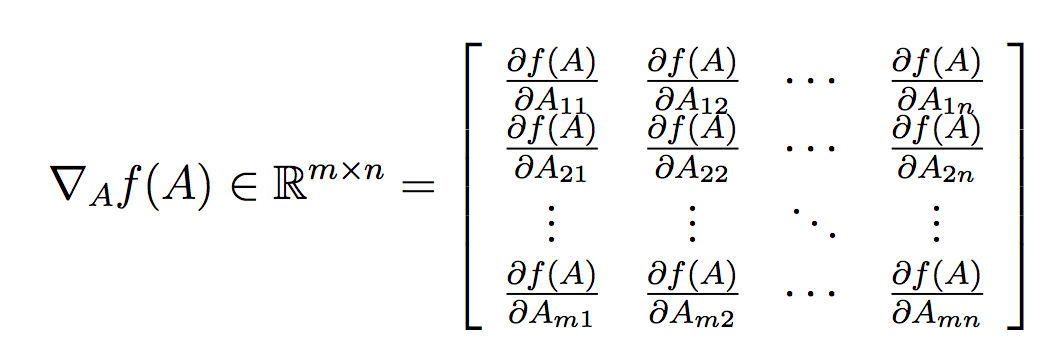 ∇_A f(A) ∈ ℝ^{m×n} = [ ∂f(A)/∂A_{11} ∂f(A)/∂A_{12} ⋯ ∂f(A)/∂A_{1n}
∂f(A)/∂A_{21} ∂f(A)/∂A_{22} ⋯ ∂f(A)/∂A_{2n}
⋮ ⋮ ⋱ ⋮
∂f(A)/∂A_{m1} ∂f(A)/∂A_{m2} ⋯ ∂f(A)/∂A_{mn} ]